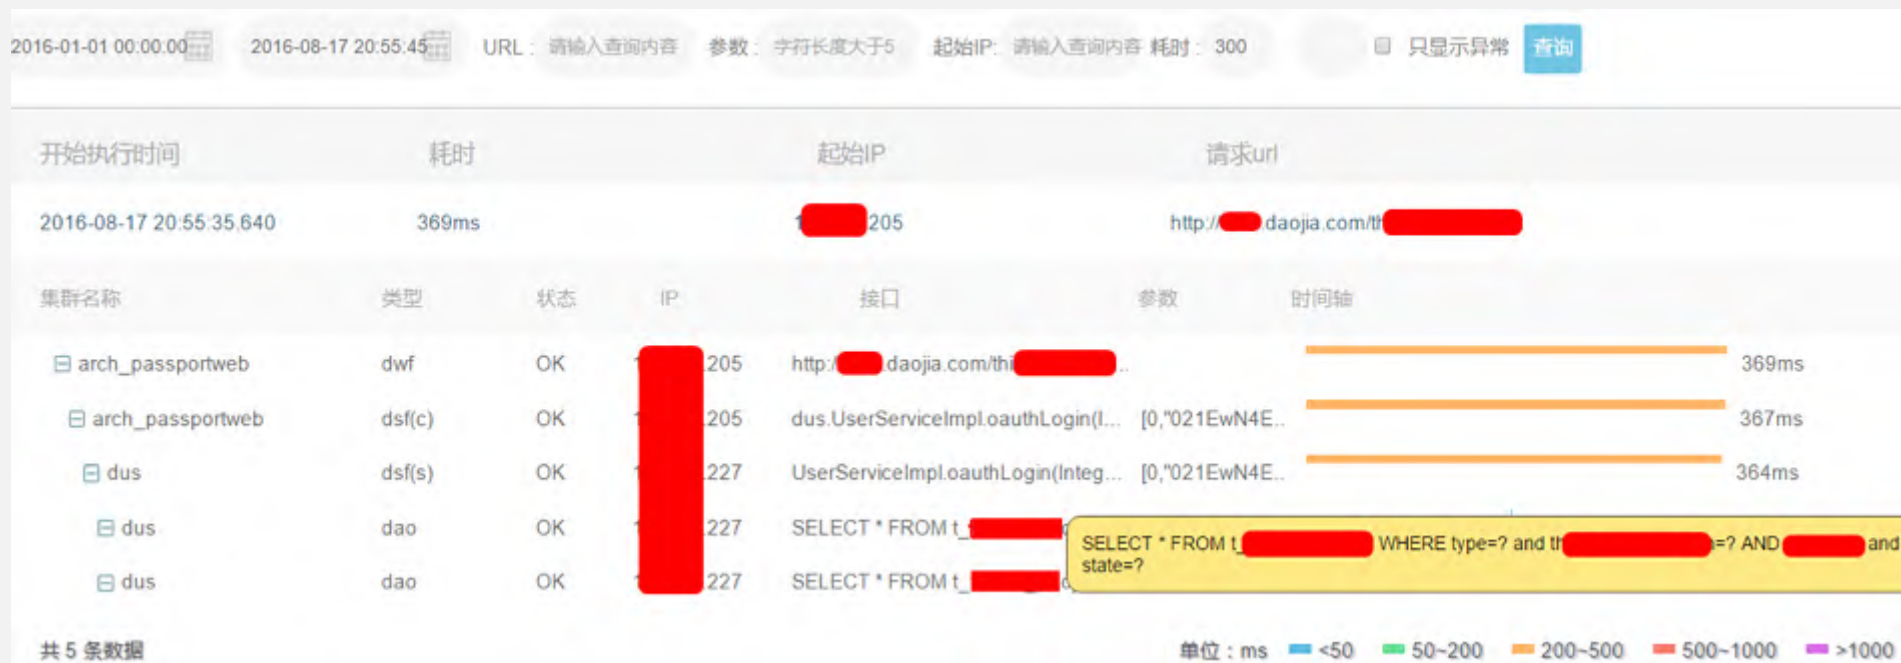 2016-01-01 00:00:00 2016-08-17 20:55:45 URL： 请输入查询内容 参数： 字符长度大于5 起始IP: 请输入查询内容 耗时： 300 只显示异常 查询
开始执行时间 耗时 起始IP 请求url
2016-08-17 20:55:35.640 369ms 1 205 http:// daojia.com/th
集群名称 类型 状态 IP 接口 参数 时间轴
arch_passportweb dwf OK 1 .205 http:/ daojia.com/thi .. 369ms
arch_passportweb dsf(c) OK 1 .205 dus.UserServiceImpl.oauthLogin(I... [0,"021EwN4E.. 367ms
dus dsf(s) OK 1 .227 UserServiceImpl.oauthLogin(Integ... [0,"021EwN4E.. 364ms
dus dao OK 1 .227 SELECT * FROM t_
SELECT * FROM t_ WHERE type=? and th =? AND and
state=?
dus dao OK 1 .227 SELECT * FROM t_
共 5 条数据 单位：ms <50 50~200 200~500 500~1000 >1000